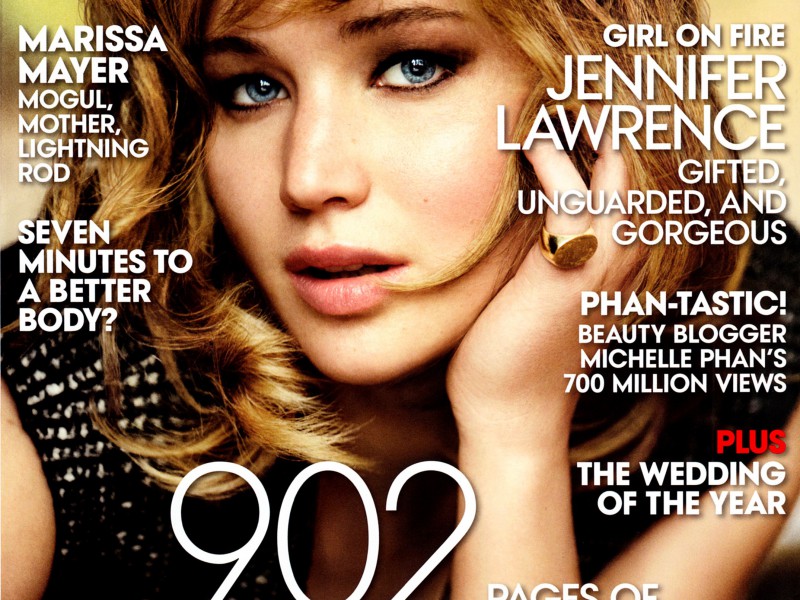 MARISSA
MAYER
MOGUL,
MOTHER,
LIGHTNING
ROD
SEVEN
MINUTES TO
A BETTER
BODY?
GIRL ON FIRE
JENNIFER
LAWRENCE
GIFTED,
UNGUARDED, AND
GORGEOUS
PHAN-TASTIC!
BEAUTY BLOGGER
MICHELLE PHAN'S
700 MILLION VIEWS
PLUS
THE WEDDING
OF THE YEAR
902
PAGES OF